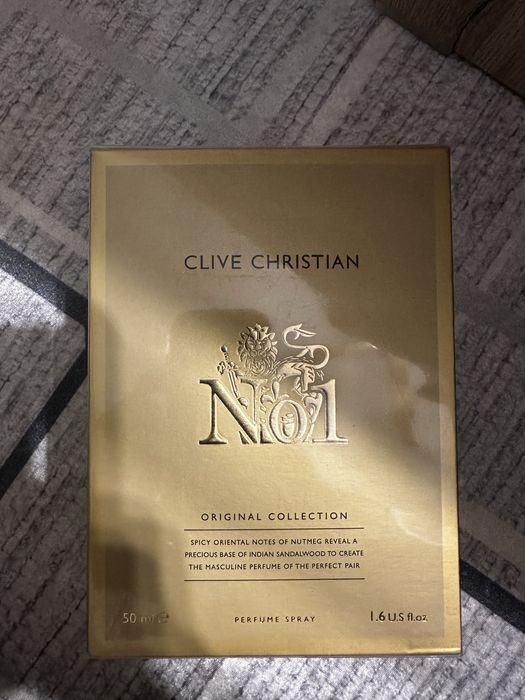 CLIVE CHRISTIAN
No1
ORIGINAL COLLECTION
SPICY ORIENTAL NOTES OF NUTMEG REVEAL A
PRECIOUS BASE OF INDIAN SANDALWOOD TO CREATE
THE MASCULINE PERFUME OF THE PERFECT PAIR
50 ml ℮
PERFUME SPRAY
1.6 U.S fl.oz